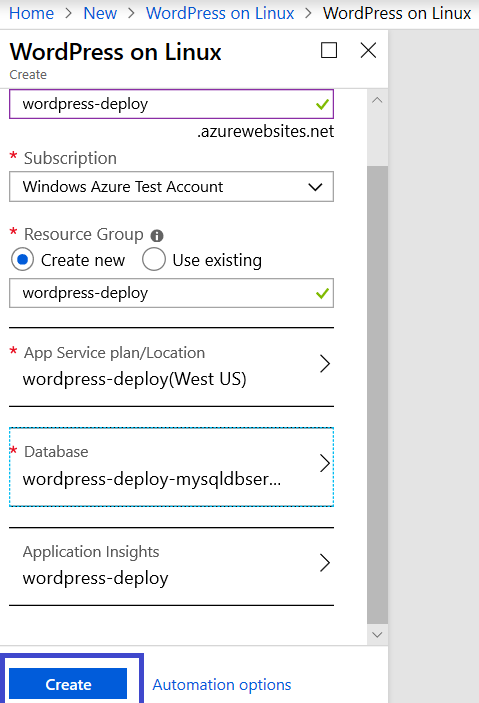 Home > New > WordPress on Linux > WordPress on Linux
WordPress on Linux
Create
wordpress-deploy
.azurewebsites.net
* Subscription
Windows Azure Test Account
* Resource Group
Create new Use existing
wordpress-deploy
* App Service plan/Location
wordpress-deploy(West US)
* Database
wordpress-deploy-mysqldbser...
Application Insights
wordpress-deploy
Create Automation options